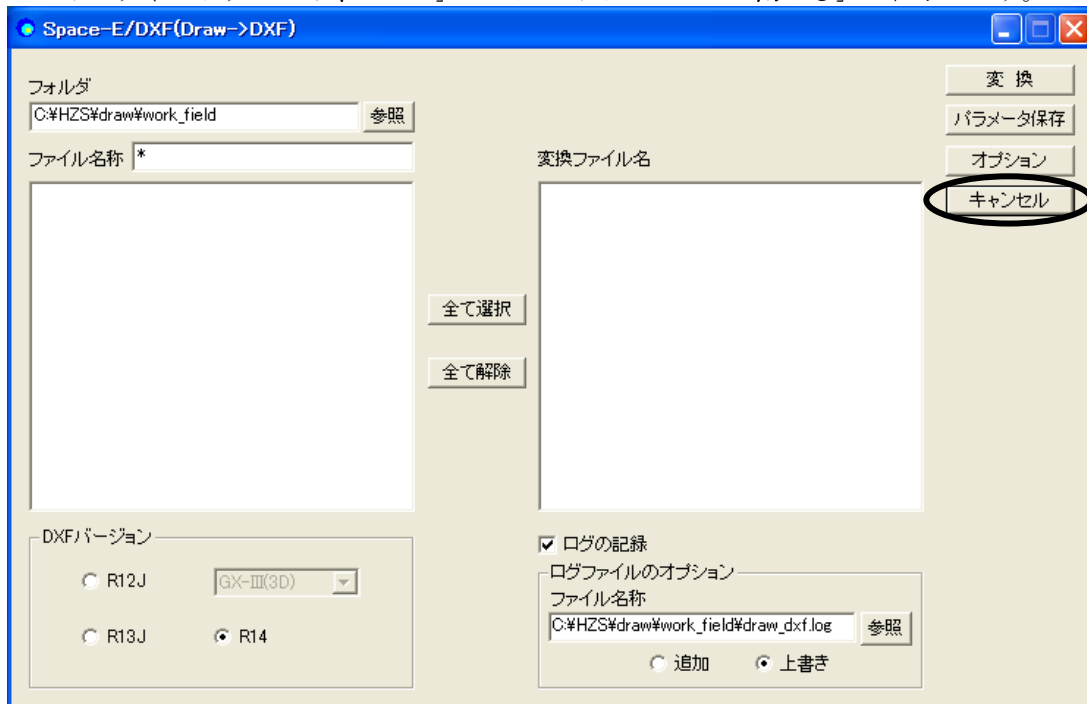 Space-E/DXF(Draw->DXF)
フォルダ
C:¥HZS¥draw¥work_field
参照
ファイル名称
*
変換ファイル名
変 換
パラメータ保存
オプション
キャンセル
全て選択
全て解除
DXFバージョン
R12J
GX-Ⅲ(3D)
R13J
R14
ログの記録
ログファイルのオプション
ファイル名称
C:¥HZS¥draw¥work_field¥draw_dxf.log
参照
追加
上書き